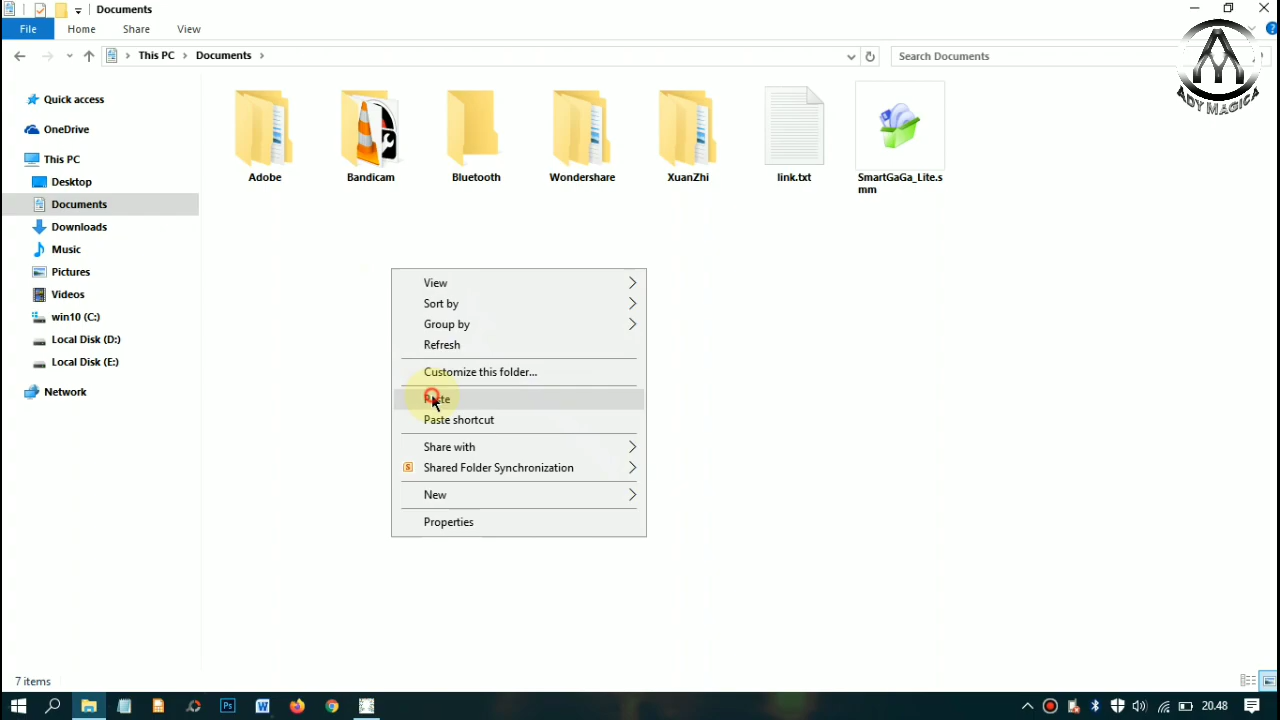 Documents
File
Home
Share
View
This PC
Documents
Search Documents
ADY MAGICA
Quick access
OneDrive
This PC
Desktop
Documents
Downloads
Music
Pictures
Videos
win10 (C:)
Local Disk (D:)
Local Disk (E:)
Network
Adobe
Bandicam
Bluetooth
Wondershare
XuanZhi
link.txt
SmartGaGa_Lite.s
mm
View
Sort by
Group by
Refresh
Customize this folder...
Paste
Paste shortcut
Share with
S
Shared Folder Synchronization
New
Properties
7 items
Ps
W
20.48